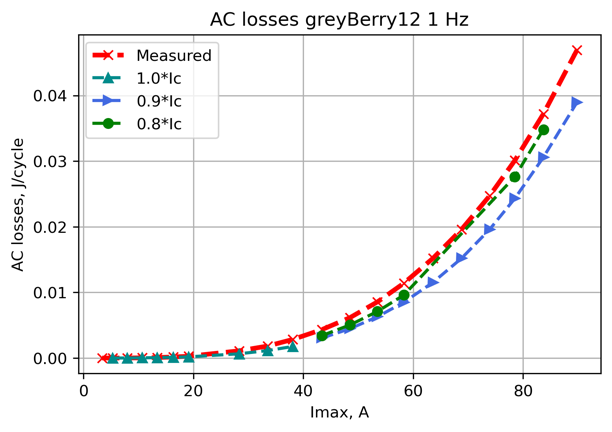 AC losses greyBerry12 1 Hz
Measured
1.0*Ic
0.9*Ic
0.8*Ic
AC losses, J/cycle
0.04
0.03
0.02
0.01
0.00
0 20 40 60 80
Imax, A